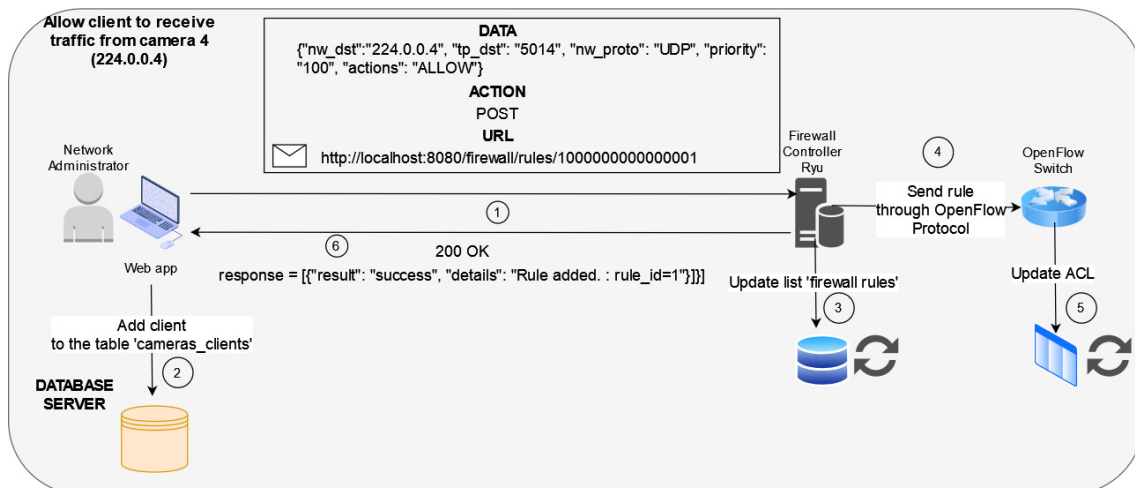 Allow client to receive
traffic from camera 4
(224.0.0.4)
DATA
{"nw_dst":"224.0.0.4", "tp_dst": "5014", "nw_proto": "UDP", "priority":
"100", "actions": "ALLOW"}
ACTION
POST
URL
http://localhost:8080/firewall/rules/1000000000000001
Network
Administrator
Firewall
Controller
Ryu
4
OpenFlow
Switch
1
Send rule
through OpenFlow
Protocol
6
200 OK
response = [{"result": "success", "details": "Rule added. : rule_id=1"}]}]
Web app
Update list 'firewall rules'
3
Update ACL
5
Add client
to the table 'cameras_clients'
2
DATABASE
SERVER